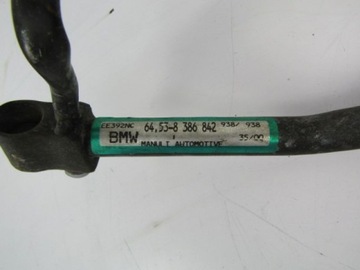 EE392NC 64.53-8 386 842 938/ 938
BMW 35/00
MANULI AUTOMOTIVE